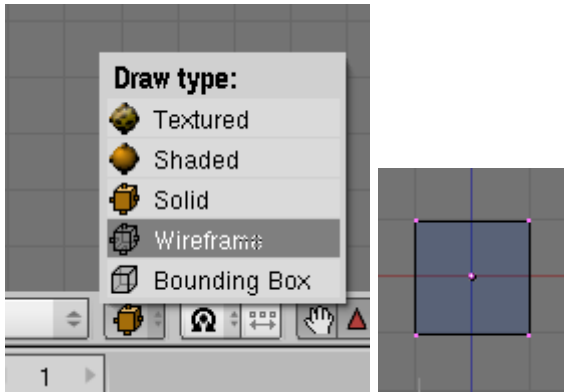 Draw type:
Textured
Shaded
Solid
Wireframe
Bounding Box
1